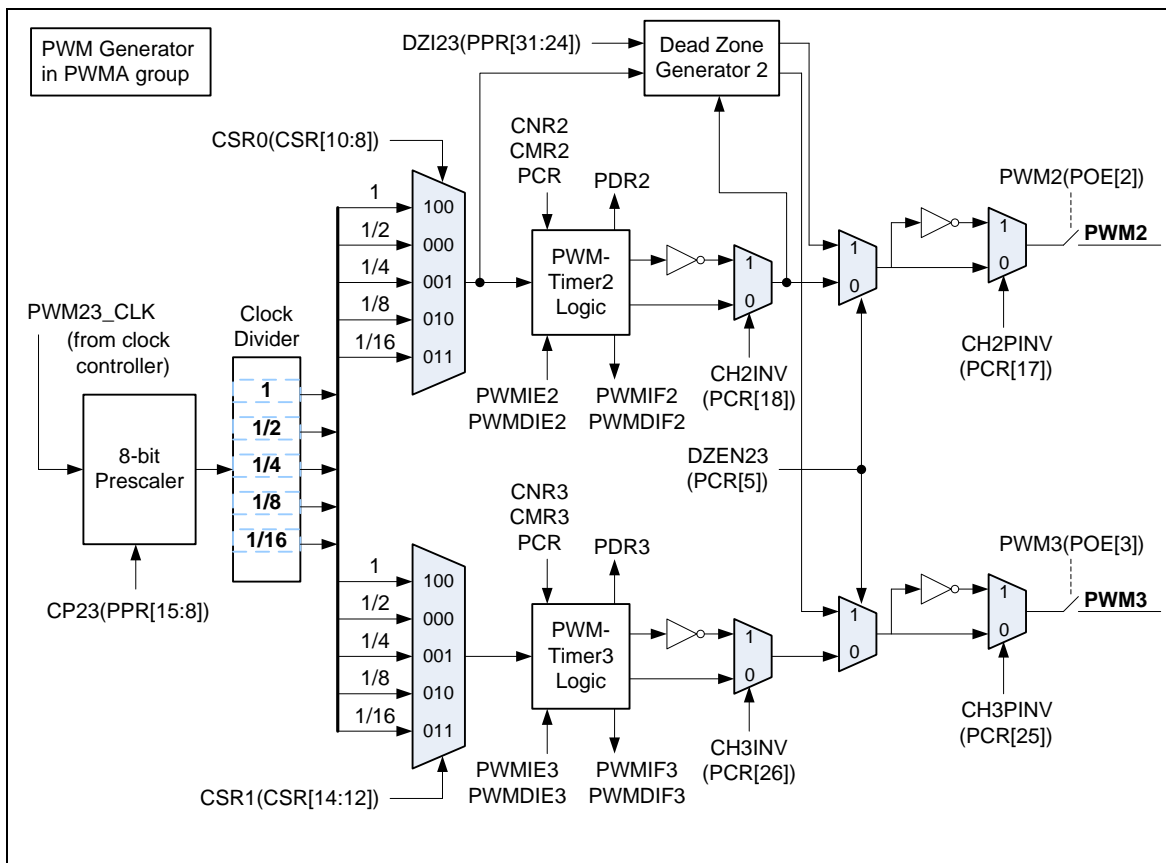 PWM Generator
in PWMA group
DZI23(PPR[31:24])
Dead Zone
Generator 2
CSR0(CSR[10:8])
CNR2
CMR2
PCR
PDR2
PWM2(POE[2])
1
1/2
1/4
1/8
1/16
100
000
001
010
011
PWM-
Timer2
Logic
1
0
1
0
1
0
PWM2
PWM23_CLK
(from clock
controller)
Clock
Divider
PWMIE2
PWMDIE2
PWMIF2
PWMDIF2
CH2INV
(PCR[18])
CH2PINV
(PCR[17])
1
1/2
1/4
1/8
1/16
8-bit
Prescaler
DZEN23
(PCR[5])
CP23(PPR[15:8])
CNR3
CMR3
PCR
PDR3
PWM3(POE[3])
1
1/2
1/4
1/8
1/16
100
000
001
010
011
PWM-
Timer3
Logic
1
0
1
0
1
0
PWM3
PWMIE3
PWMDIE3
PWMIF3
PWMDIF3
CH3INV
(PCR[26])
CH3PINV
(PCR[25])
CSR1(CSR[14:12])